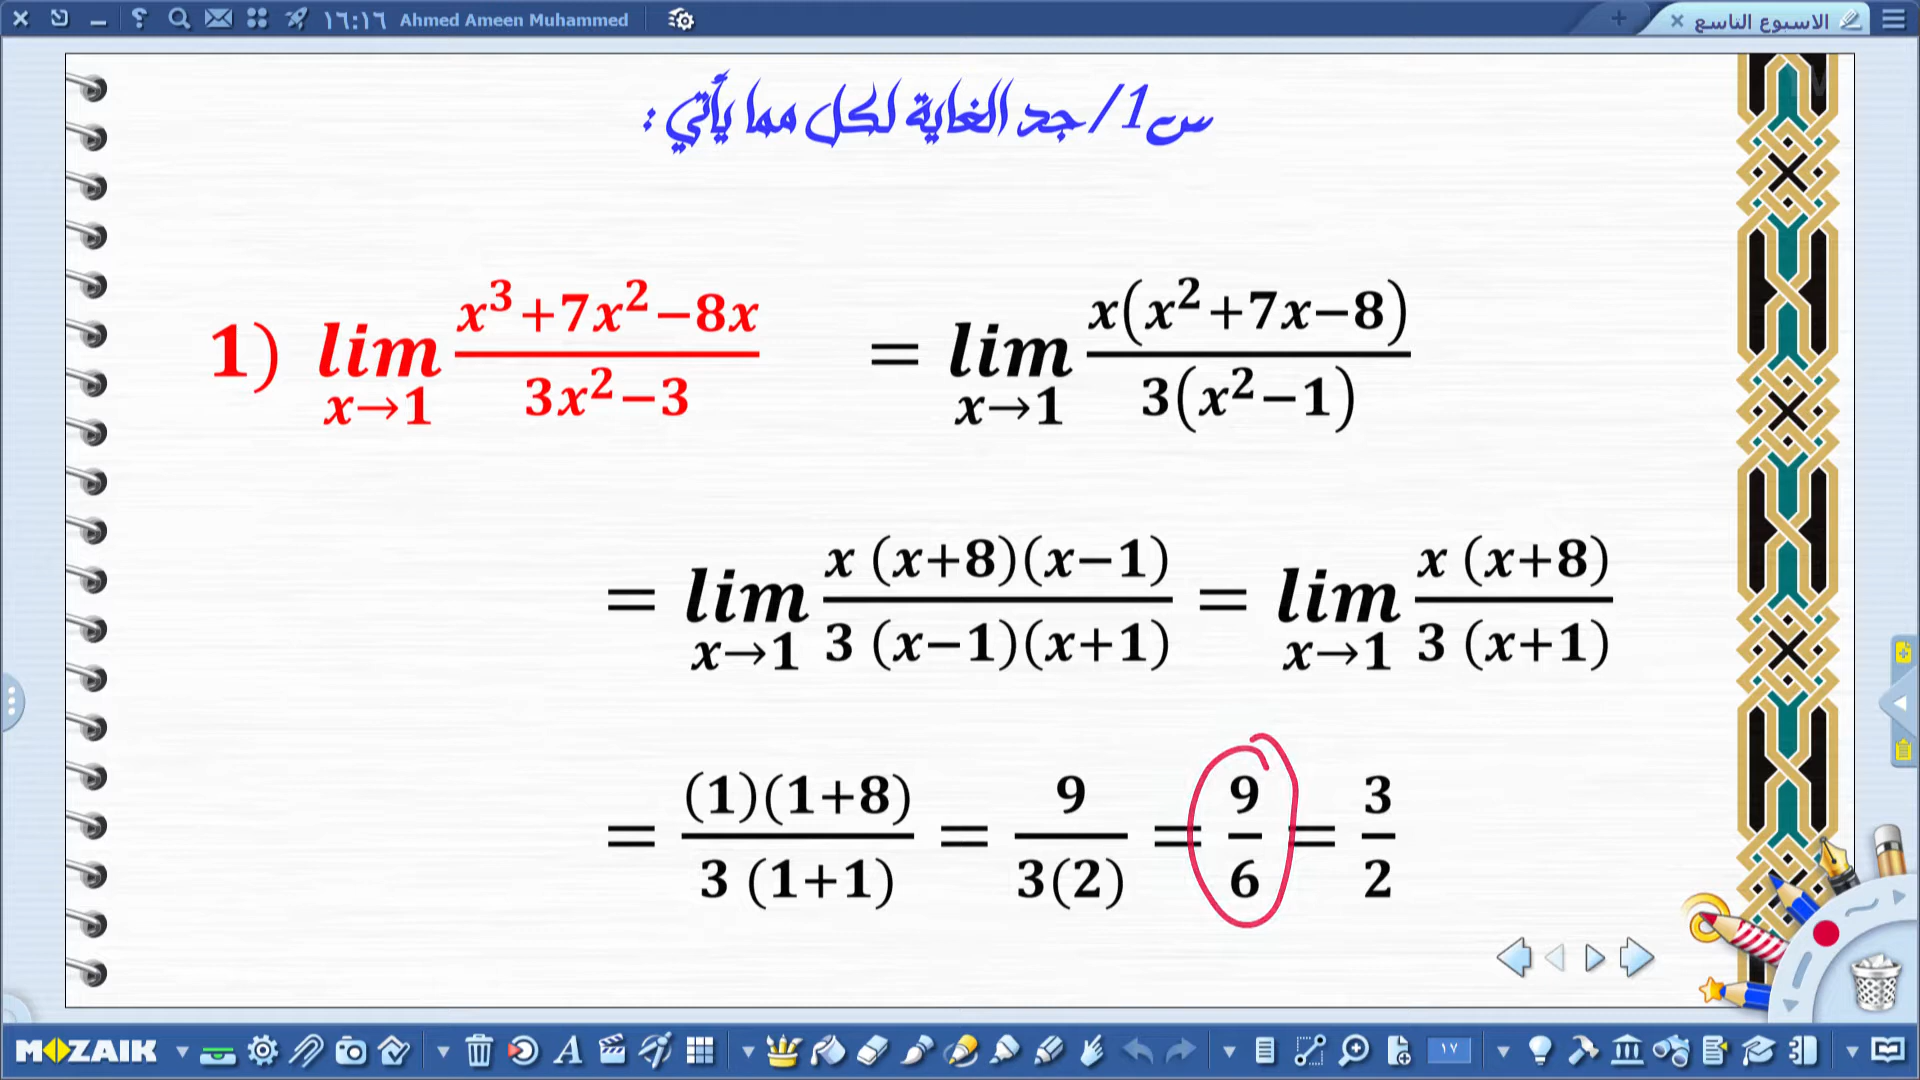 ١٦:١٦ Ahmed Ameen Muhammed
الاسبوع التاسع
س1/جد الغاية لكل مما يأتي :
1) lim x→1 (x³+7x²−8x)/(3x²−3) = lim x→1 x(x²+7x−8)/3(x²−1)
= lim x→1 x (x+8)(x−1)/3 (x−1)(x+1) = lim x→1 x (x+8)/3 (x+1)
= (1)(1+8)/3 (1+1) = 9/3(2) = 9/6 = 3/2
MOZAIK
١٧